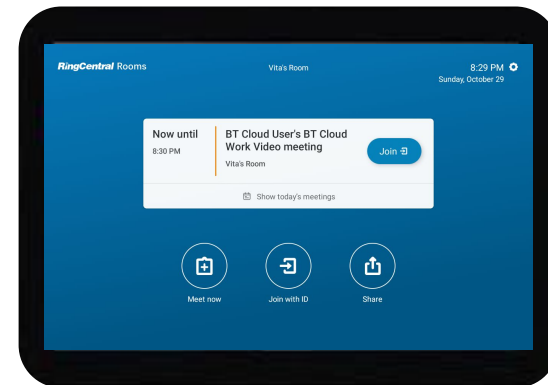 RingCentral Rooms
Vita's Room
8:29 PM
Sunday, October 29
Now until
8:30 PM
BT Cloud User's BT Cloud
Work Video meeting
Vita's Room
Join
Show today's meetings
Meet now
Join with ID
Share